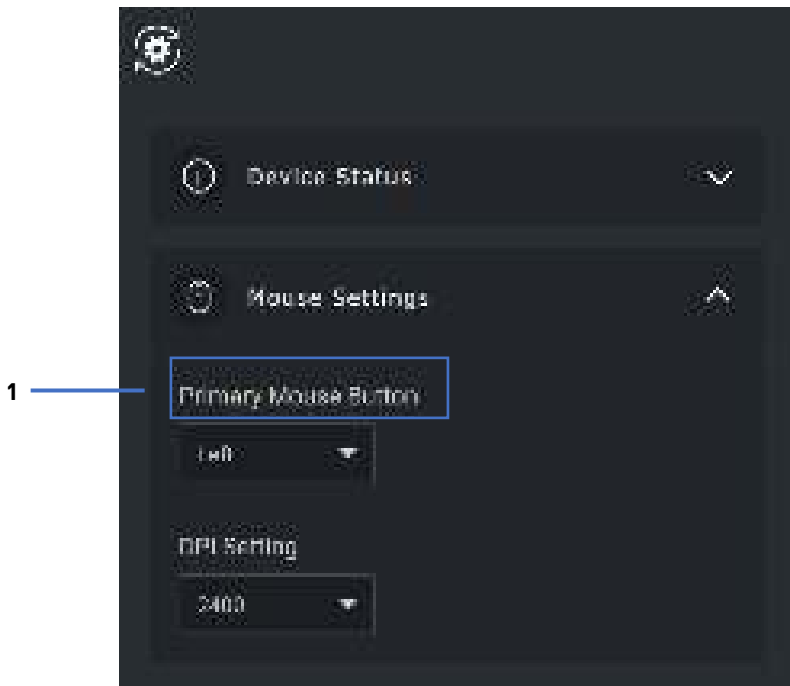 Device Status
Mouse Settings
1
Primary Mouse Button
Left
DPI Setting
2400